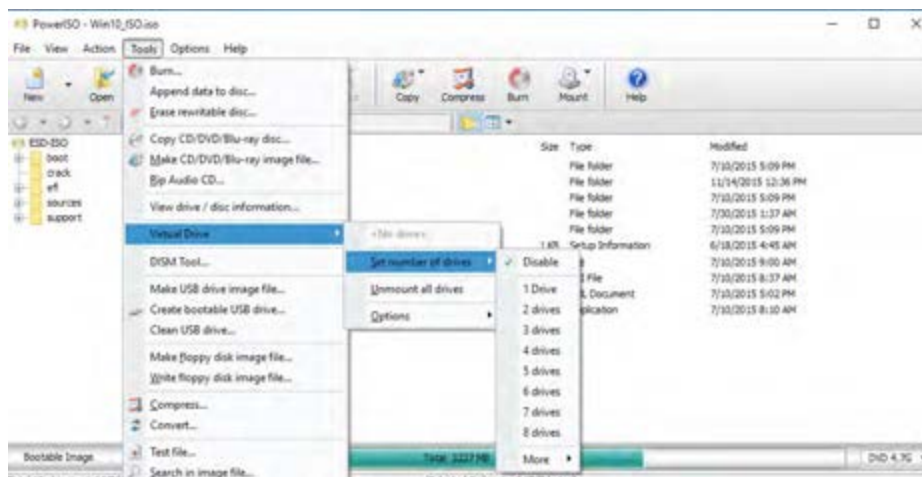 PowerISO - Win10_ISO.iso
File View Action Tools Options Help
New Open Copy Compress Burn Mount Help
ESD-ISO
boot
crack
efi
sources
support
Burn...
Append data to disc...
Erase rewritable disc...
Copy CD/DVD/Blu-ray disc...
Make CD/DVD/Blu-ray image file...
Rip Audio CD...
View drive / disc information...
Virtual Drive
DISM Tool...
Make USB drive image file...
Create bootable USB drive...
Clean USB drive...
Make floppy disk image file...
Write floppy disk image file...
Compress...
Convert...
Test file...
Search in image file...
<No drive>
Set number of drives
Unmount all drives
Options
Disable
1 Drive
2 drives
3 drives
4 drives
5 drives
6 drives
7 drives
8 drives
More
Size Type Modified
File folder 7/10/2015 5:09 PM
File folder 11/14/2015 12:36 PM
File folder 7/10/2015 5:09 PM
File folder 7/30/2015 1:37 AM
File folder 7/10/2015 5:09 PM
1 KB Setup Information 6/18/2015 4:45 AM
7/10/2015 9:00 AM
File 7/10/2015 8:37 AM
Document 7/10/2015 5:02 PM
7/10/2015 8:10 AM
Bootable Image Total 3227 MB DVD 4.7G